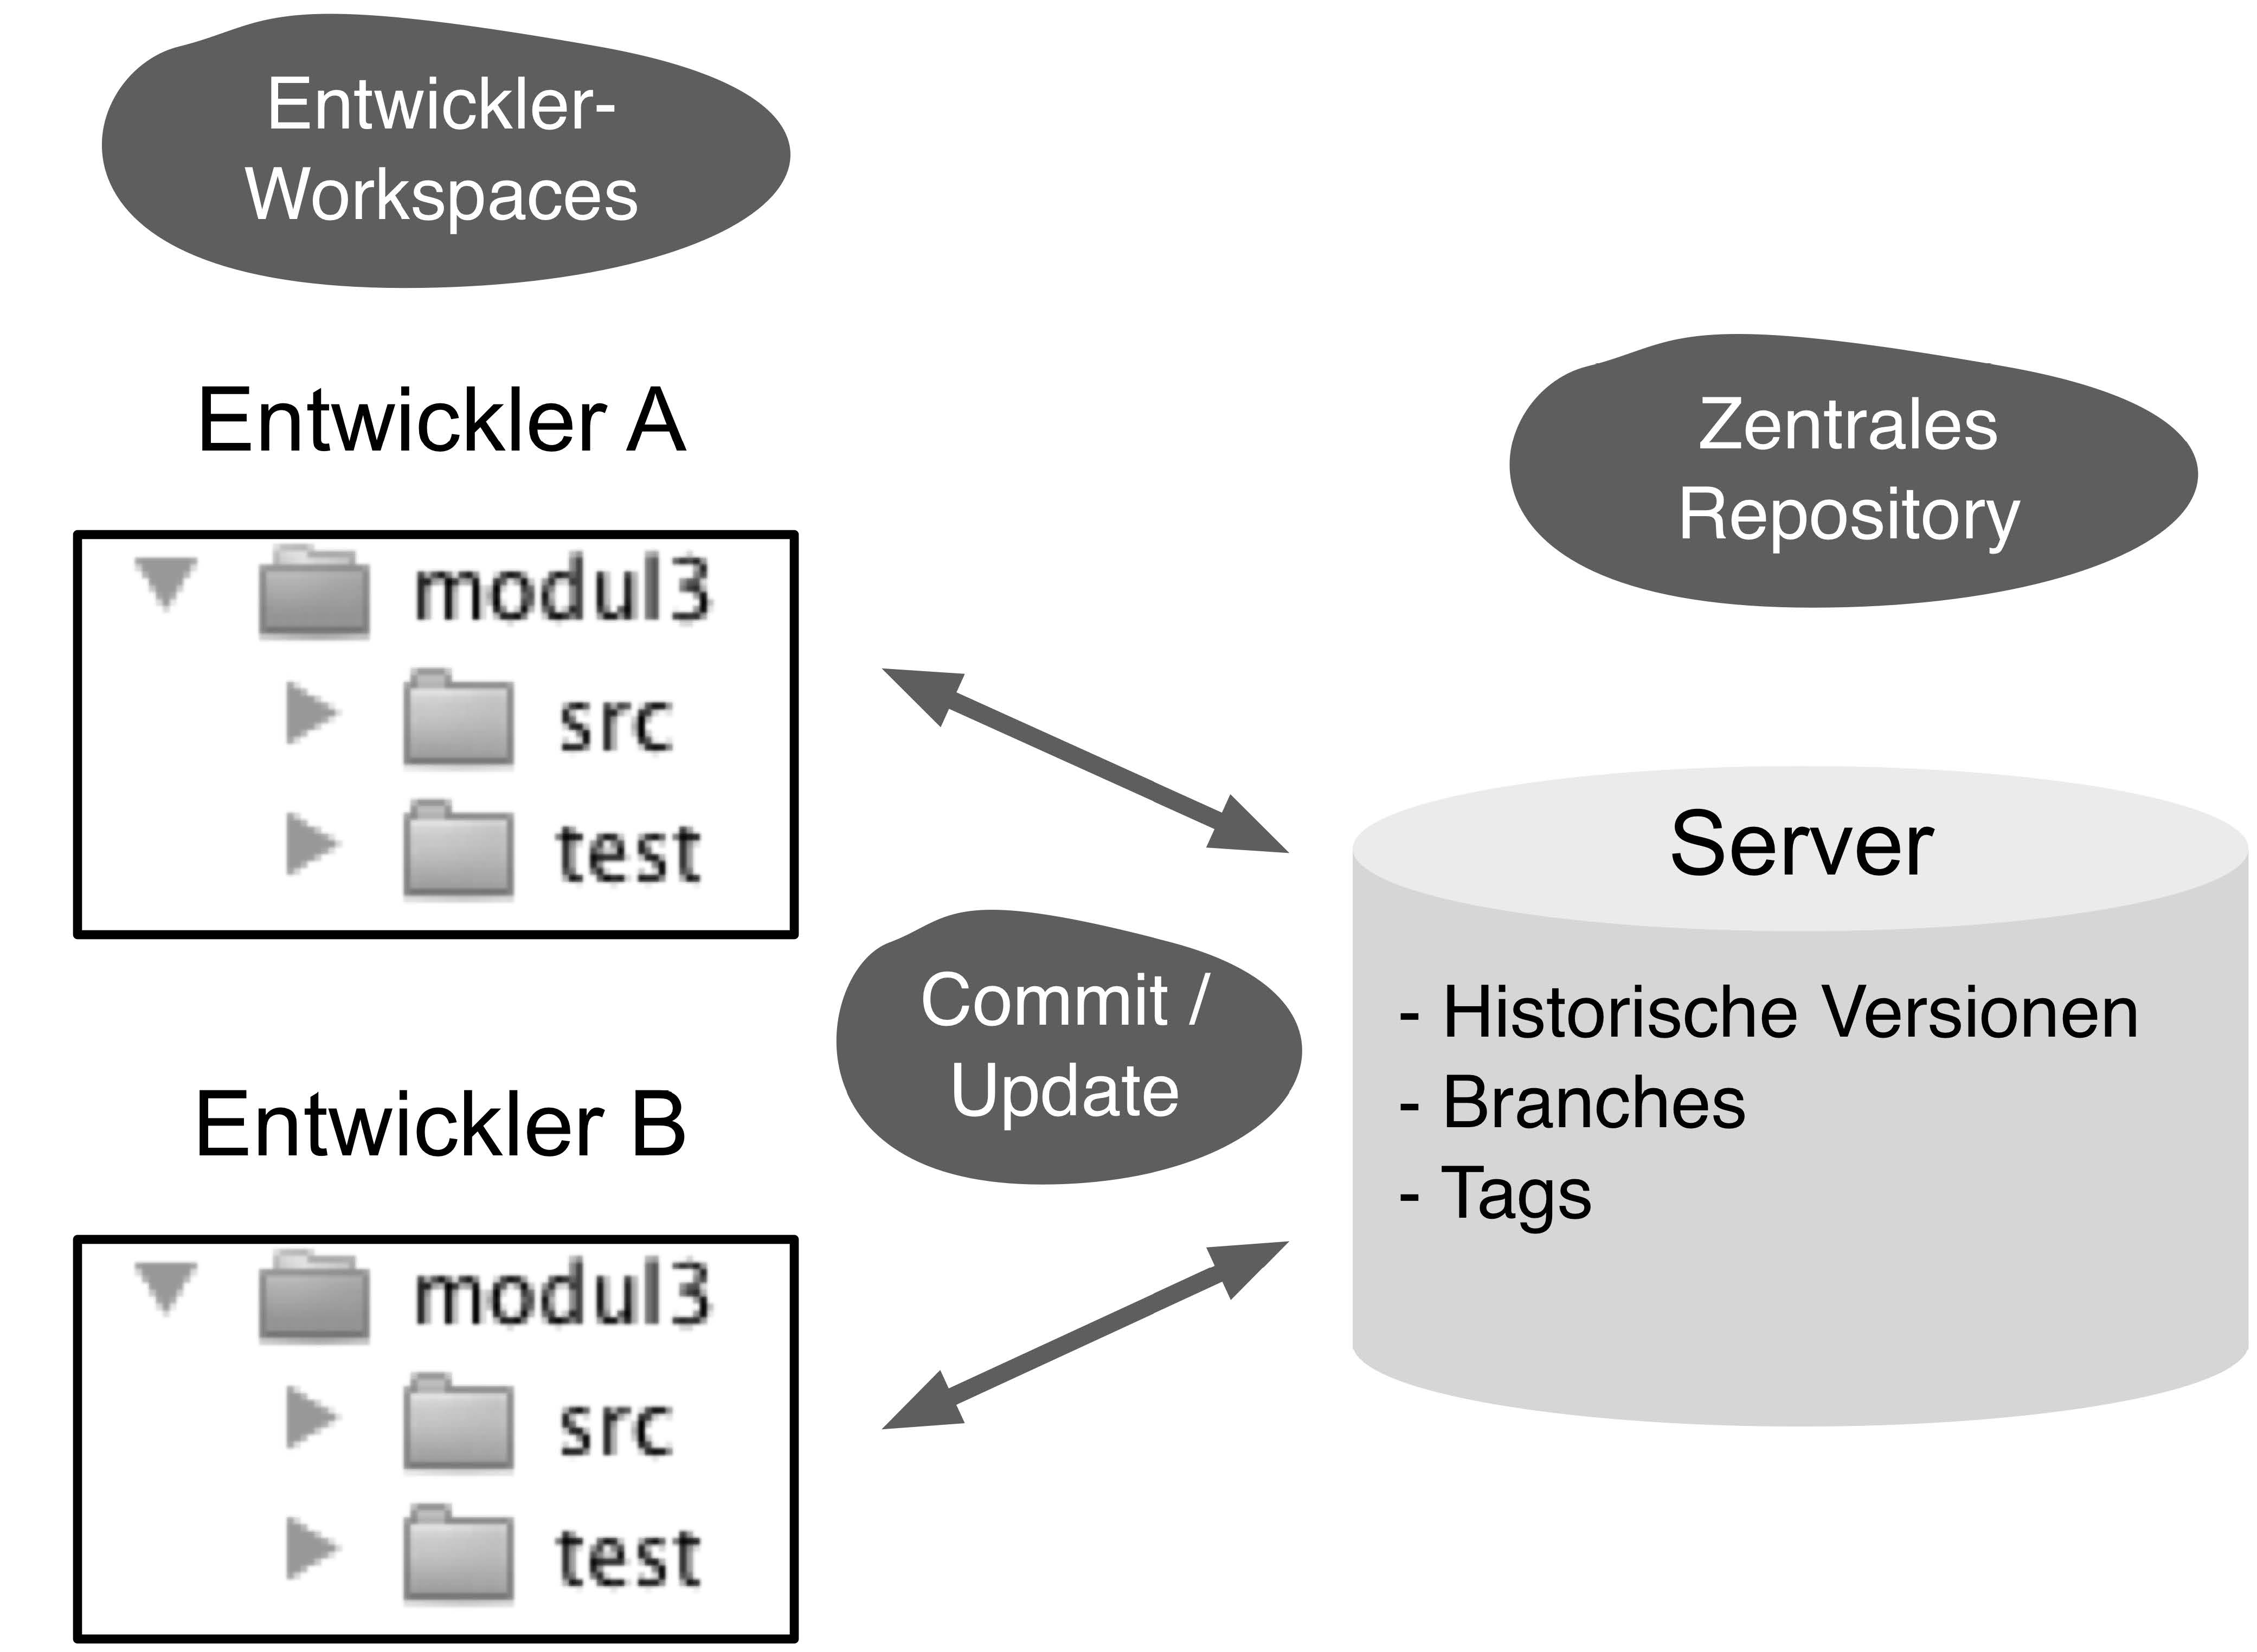 Entwickler-
Workspaces
Entwickler A
modul3
src
test
Entwickler B
modul3
src
test
Commit /
Update
Zentrales
Repository
Server
- Historische Versionen
- Branches
- Tags